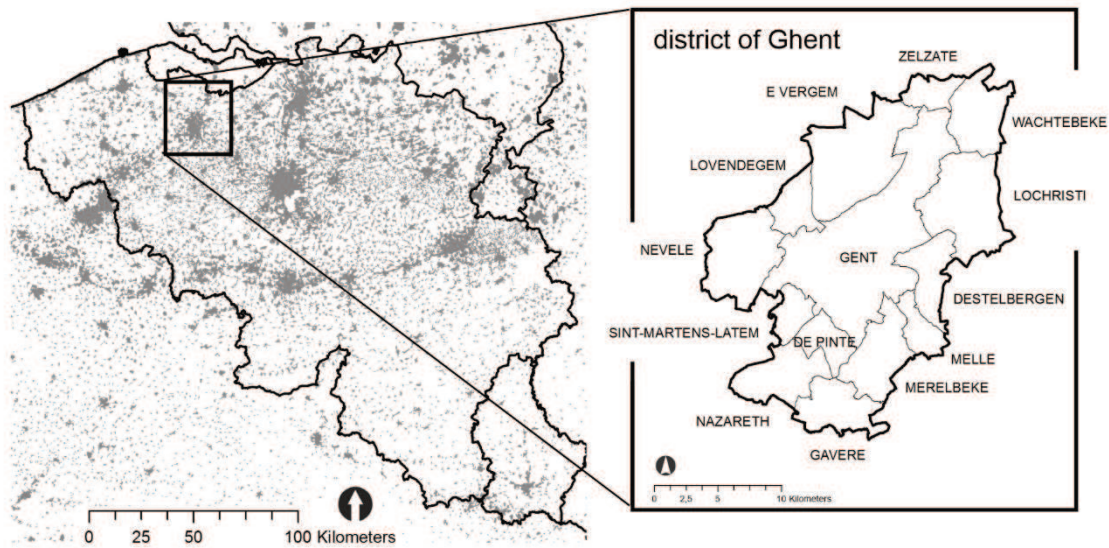 district of Ghent
ZELZATE
E VERGEM
WACHTEBEKE
LOVENDEGEM
LOCHRISTI
NEVELE
GENT
DESTELBERGEN
SINT-MARTENS-LATEM
DE PINTE
MELLE
MERELBEKE
NAZARETH
GAVERE
0 2,5 5 10 Kilometers
0 25 50 100 Kilometers